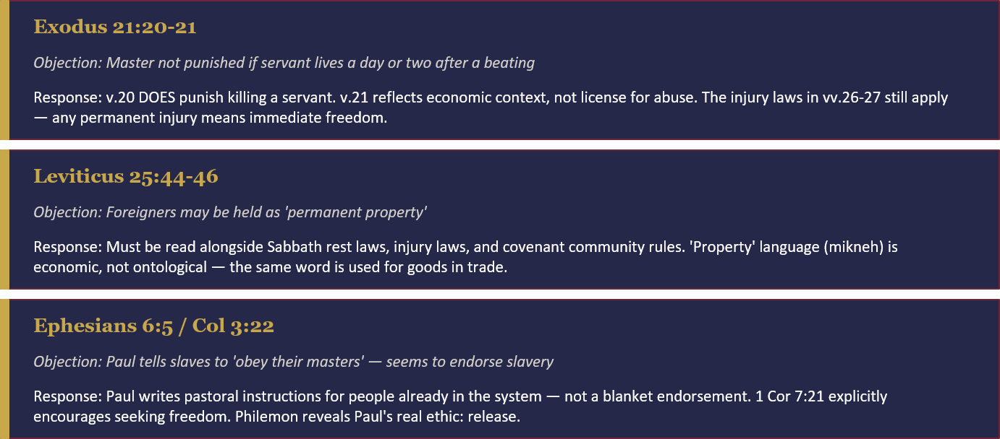 Exodus 21:20-21
Objection: Master not punished if servant lives a day or two after a beating
Response: v.20 DOES punish killing a servant. v.21 reflects economic context, not license for abuse. The injury laws in vv.26-27 still apply
— any permanent injury means immediate freedom.
Leviticus 25:44-46
Objection: Foreigners may be held as 'permanent property'
Response: Must be read alongside Sabbath rest laws, injury laws, and covenant community rules. 'Property' language (mikneh) is
economic, not ontological — the same word is used for goods in trade.
Ephesians 6:5 / Col 3:22
Objection: Paul tells slaves to 'obey their masters' — seems to endorse slavery
Response: Paul writes pastoral instructions for people already in the system — not a blanket endorsement. 1 Cor 7:21 explicitly
encourages seeking freedom. Philemon reveals Paul's real ethic: release.